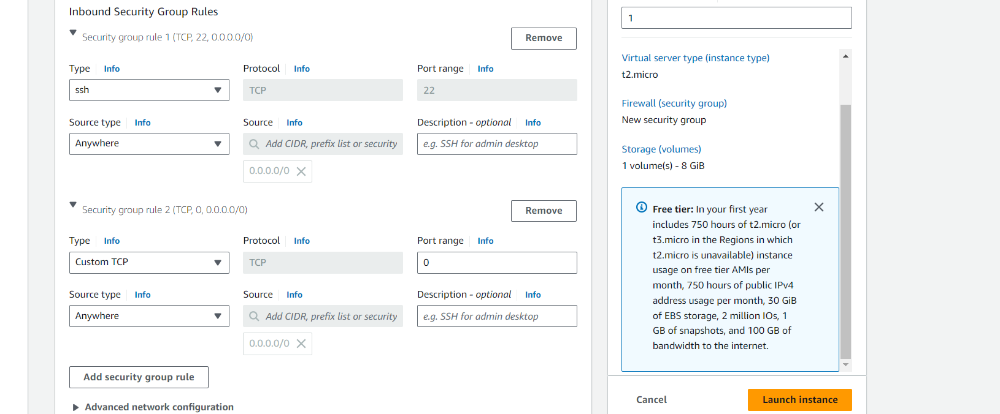 Inbound Security Group Rules
Security group rule 1 (TCP, 22, 0.0.0.0/0)
Remove
Type Info Protocol Info Port range Info
ssh TCP 22
Source type Info Source Info Description - optional Info
Anywhere Add CIDR, prefix list or security e.g. SSH for admin desktop
0.0.0.0/0
Security group rule 2 (TCP, 0, 0.0.0.0/0)
Remove
Type Info Protocol Info Port range Info
Custom TCP TCP 0
Source type Info Source Info Description - optional Info
Anywhere Add CIDR, prefix list or security e.g. SSH for admin desktop
0.0.0.0/0
Add security group rule
Advanced network configuration
1
Virtual server type (instance type)
t2.micro
Firewall (security group)
New security group
Storage (volumes)
1 volume(s) - 8 GiB
Free tier: In your first year
includes 750 hours of t2.micro (or
t3.micro in the Regions in which
t2.micro is unavailable) instance
usage on free tier AMIs per
month, 750 hours of public IPv4
address usage per month, 30 GiB
of EBS storage, 2 million IOs, 1
GB of snapshots, and 100 GB of
bandwidth to the internet.
Cancel
Launch instance